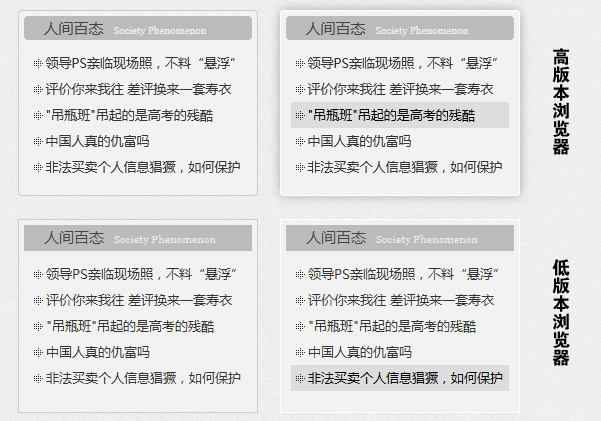 人间百态 Society Phenomenon
领导PS亲临现场照，不料“悬浮”
评价你来我往 差评换来一套寿衣
"吊瓶班"吊起的是高考的残酷
中国人真的仇富吗
非法买卖个人信息猖獗，如何保护
人间百态 Society Phenomenon
领导PS亲临现场照，不料“悬浮”
评价你来我往 差评换来一套寿衣
"吊瓶班"吊起的是高考的残酷
中国人真的仇富吗
非法买卖个人信息猖獗，如何保护
高版本浏览器
人间百态 Society Phenomenon
领导PS亲临现场照，不料“悬浮”
评价你来我往 差评换来一套寿衣
"吊瓶班"吊起的是高考的残酷
中国人真的仇富吗
非法买卖个人信息猖獗，如何保护
人间百态 Society Phenomenon
领导PS亲临现场照，不料“悬浮”
评价你来我往 差评换来一套寿衣
"吊瓶班"吊起的是高考的残酷
中国人真的仇富吗
非法买卖个人信息猖獗，如何保护
低版本浏览器